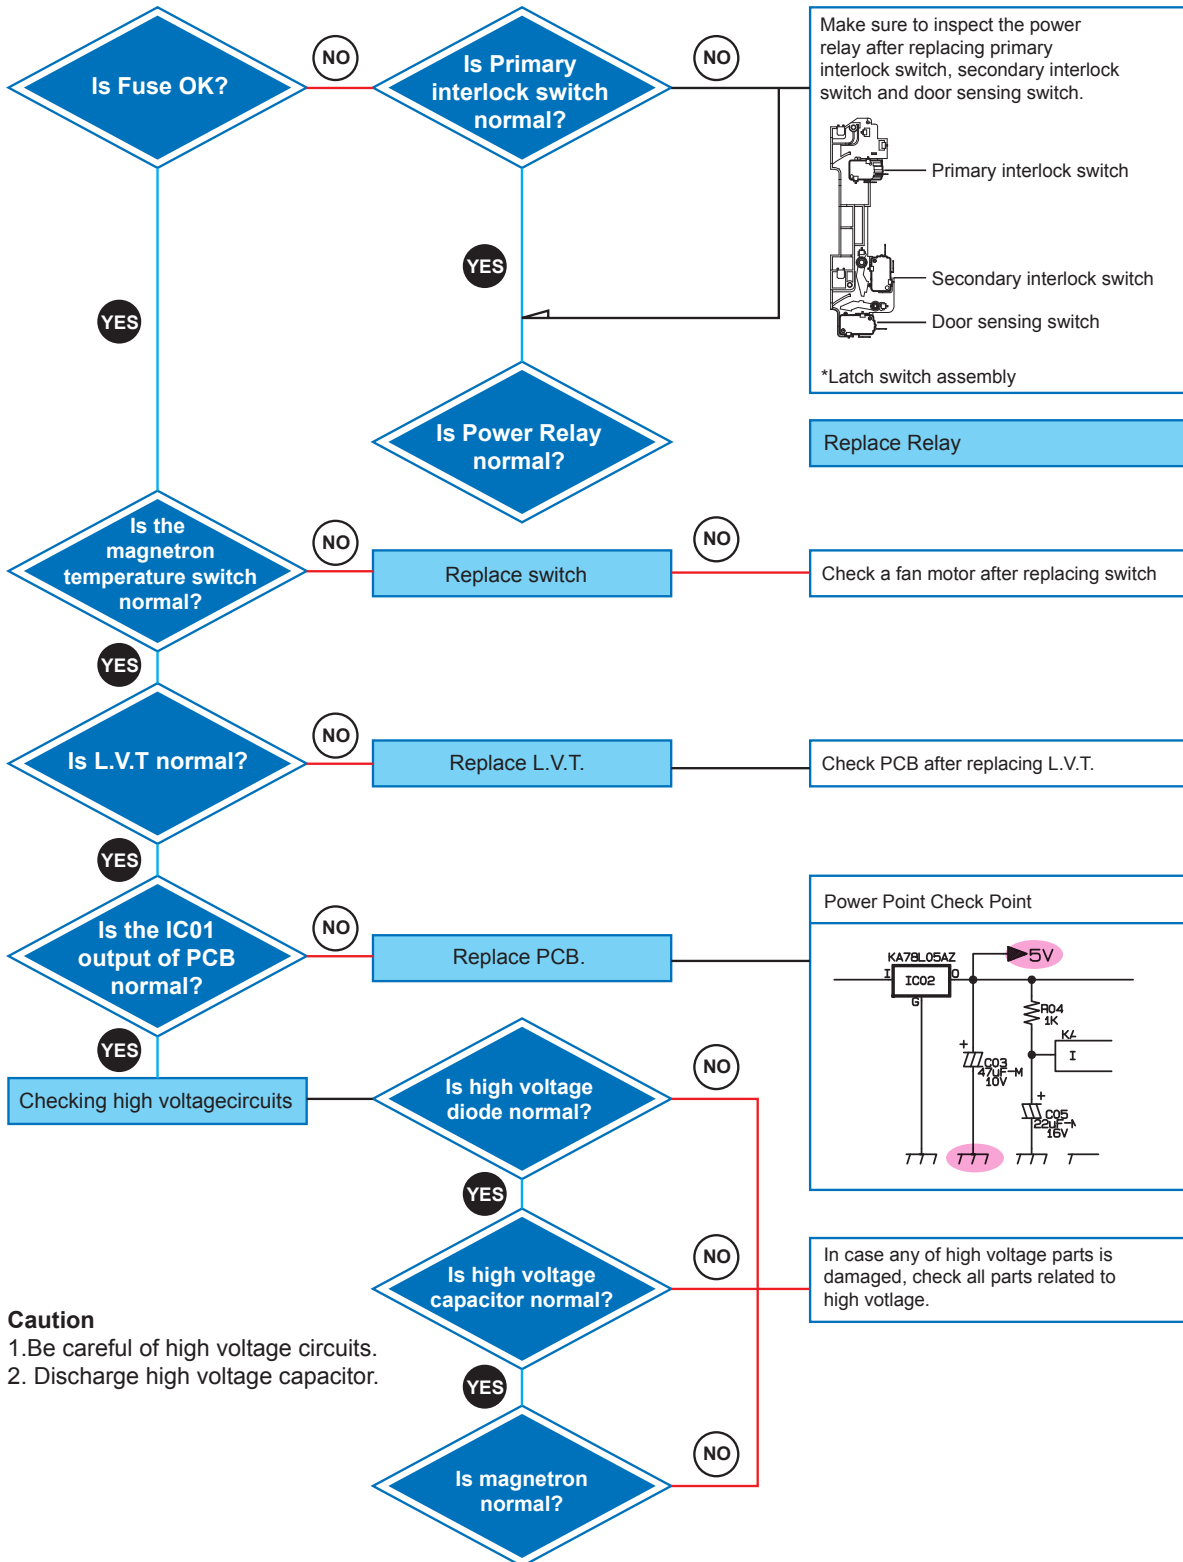 Is Fuse OK?
NO
Is Primary
interlock switch
normal?
NO
Make sure to inspect the power
relay after replacing primary
interlock switch, secondary interlock
switch and door sensing switch.
Primary interlock switch
Secondary interlock switch
Door sensing switch
*Latch switch assembly
YES
YES
Is Power Relay
normal?
Replace Relay
Is the
magnetron
temperature switch
normal?
NO
Replace switch
NO
Check a fan motor after replacing switch
YES
Is L.V.T normal?
NO
Replace L.V.T.
Check PCB after replacing L.V.T.
YES
Is the IC01
output of PCB
normal?
NO
Replace PCB.
Power Point Check Point
KA78L05AZ
5V
I
IC02
O
G
R04
1K
KA
I
+
C03
47uF-M
10V
+
C05
22uF-M
16V
YES
Checking high voltagecircuits
Is high voltage
diode normal?
NO
YES
Is high voltage
capacitor normal?
NO
In case any of high voltage parts is
damaged, check all parts related to
high votlage.
Caution
1.Be careful of high voltage circuits.
2. Discharge high voltage capacitor.
YES
Is magnetron
normal?
NO